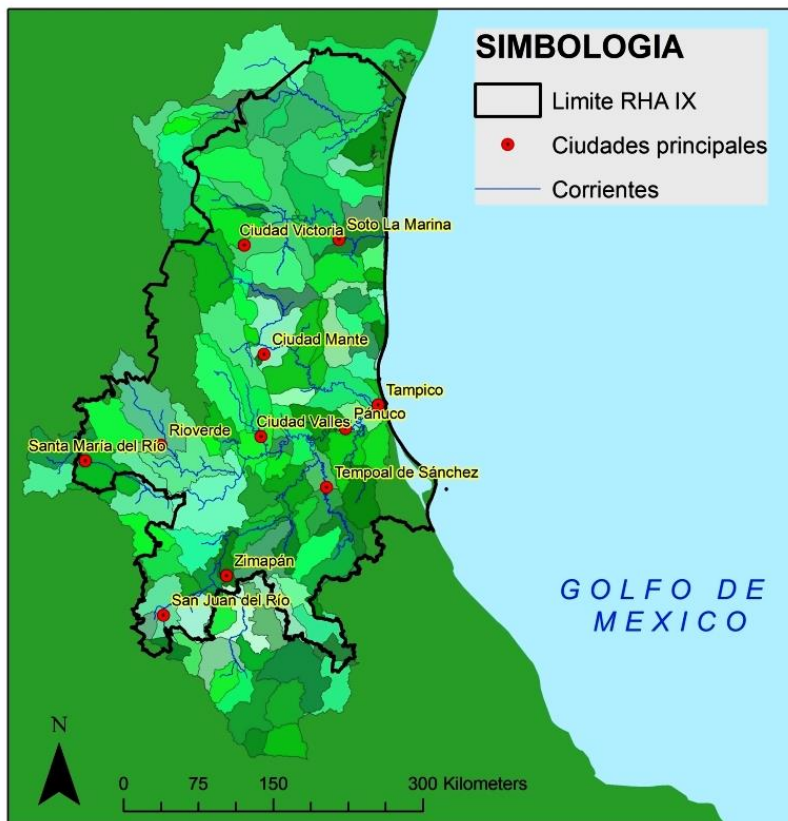 SIMBOLOGIA
Limite RHA IX
Ciudades principales
Corrientes
Ciudad Victoria
Soto La Marina
Ciudad Mante
Tampico
Pánuco
Ciudad Valles
Rioverde
Santa María del Río
Tempoal de Sánchez
Zimapán
San Juan del Río
GOLFO DE
MEXICO
N
0 75 150 300 Kilometers